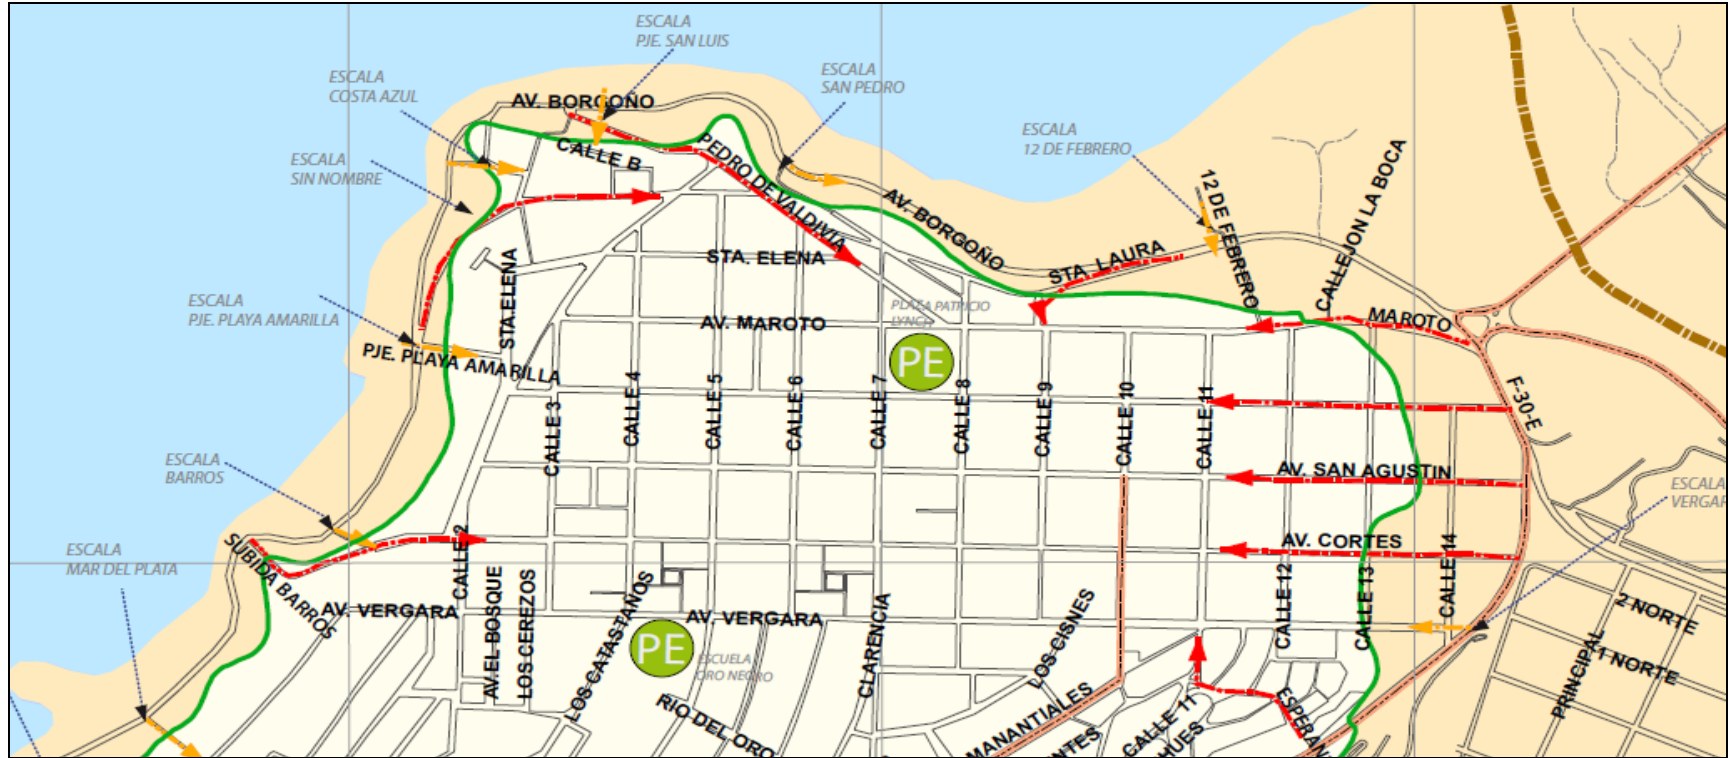 ESCALA
PJE. SAN LUIS
ESCALA
COSTA AZUL
ESCALA
SAN PEDRO
AV. BORGOÑO
ESCALA
12 DE FEBRERO
ESCALA
SIN NOMBRE
CALLE B
PEDRO DE VALDIVIA
AV. BORGOÑO
12 DE FEBRERO
CALLEJON LA BOCA
STA. LAURA
STA. ELENA
STA.ELENA
ESCALA
PJE. PLAYA AMARILLA
PLAZA PATRICIO
LYNCH
AV. MAROTO
MAROTO
PJE. PLAYA AMARILLA
PE
F-30-E
CALLE 3
CALLE 4
CALLE 5
CALLE 6
CALLE 7
CALLE 8
CALLE 9
CALLE 10
CALLE 11
ESCALA
BARROS
AV. SAN AGUSTIN
ESCALA
VERGAR
AV. CORTES
ESCALA
MAR DEL PLATA
SUBIDA BARROS
CALLE 2
AV.EL BOSQUE
LOS CEREZOS
LOS CATASTAÑOS
AV. VERGARA
AV. VERGARA
CLARENCIA
LOS CISNES
CALLE 12
CALLE 13
CALLE 14
2 NORTE
1 NORTE
PRINCIPAL
PE
ESCUELA
ORO NEGRO
RIO DEL ORO
MANANTIALES
NTES
CALLE 11
HUES
ESPERAN